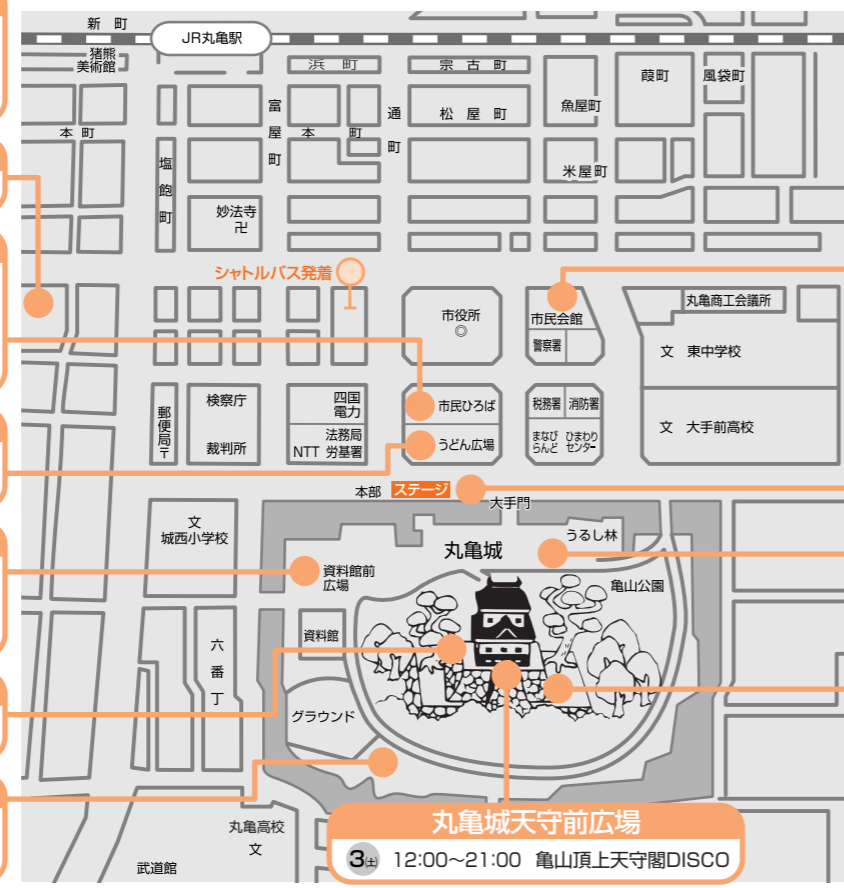 新町
JR丸亀駅
猪熊
美術館
浜町
宗古町
葭町
風袋町
富屋町
通町
松屋町
魚屋町
本町
本町
塩飽町
米屋町
妙法寺
卍
シャトルバス発着
市役所
◎
市民会館
警察署
丸亀商工会議所
文 東中学校
郵便局〒
検察庁
裁判所
四国
電力
法務局
NTT 労基署
市民ひろば
うどん広場
税務署
消防署
まなび
らんど
ひまわり
センター
文 大手前高校
本部
ステージ
大手門
文
城西小学校
丸亀城
うるし林
資料館前
広場
亀山公園
資料館
六番丁
グラウンド
丸亀高校
文
武道館
丸亀城天守前広場
3㈯ 12:00~21:00 亀山頂上天守閣DISCO